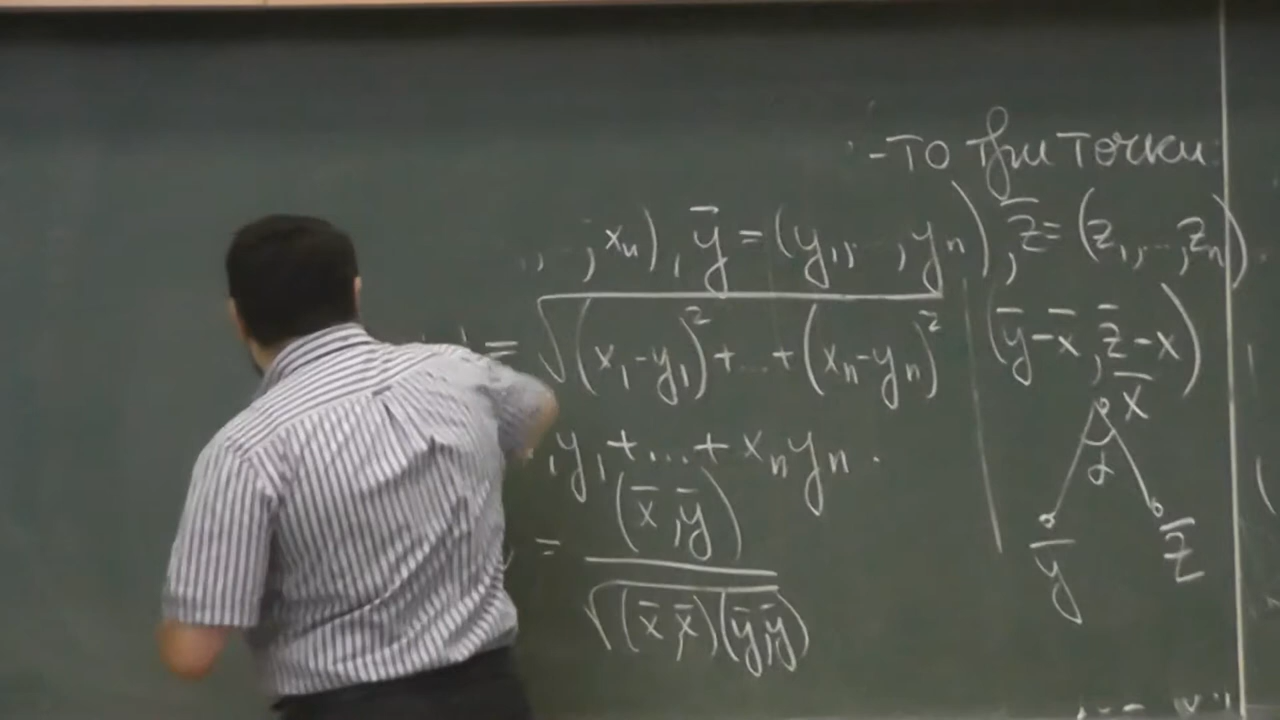 -то три точки
, x_n), y̅ = (y_1, .. , y_n), z̅ = (z_1, .., z_n)
= √((x_1-y_1)² + ... + (x_n-y_n)²)
(y̅-x̅, z̅-x)
y_1 + ... + x_n y_n .
x̅
α
y̅
z̅
= (x̅, y̅) / √((x̅, x̅)(y̅, y̅))